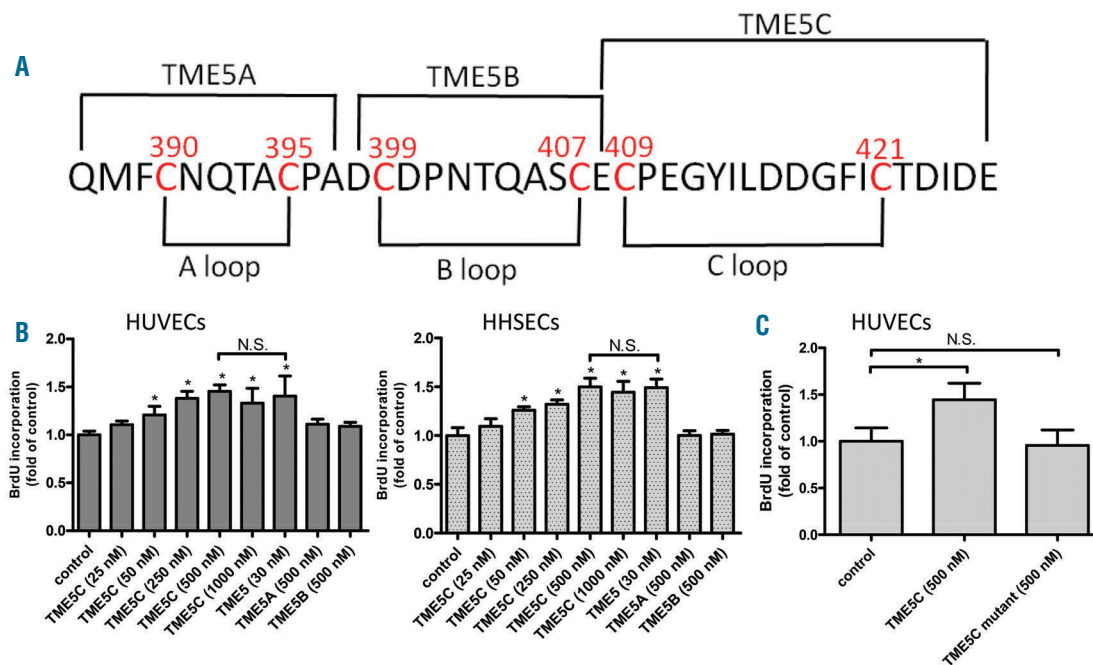 A
TME5C
TME5A
TME5B
390 395 399 407 409 421
QMFCNQTACPADCDPNTQASCECPEGYILDDGFICTDIDE
A loop
B loop
C loop
B
HUVECs
BrdU incorporation
(fold of control)
2.0
1.5
1.0
0.5
0.0
N.S.
* * * * *
control
TME5C (25 nM)
TME5C (50 nM)
TME5C (250 nM)
TME5C (500 nM)
TME5C (1000 nM)
TME5 (30 nM)
TME5A (500 nM)
TME5B (500 nM)
HHSECs
BrdU incorporation
(fold of control)
2.0
1.5
1.0
0.5
0.0
N.S.
* * * * *
control
TME5C (25 nM)
TME5C (50 nM)
TME5C (250 nM)
TME5C (500 nM)
TME5C (1000 nM)
TME5 (30 nM)
TME5A (500 nM)
TME5B (500 nM)
C
HUVECs
BrdU incorporation
(fold of control)
2.0
1.5
1.0
0.5
0.0
N.S.
*
control
TME5C (500 nM)
TME5C mutant (500 nM)